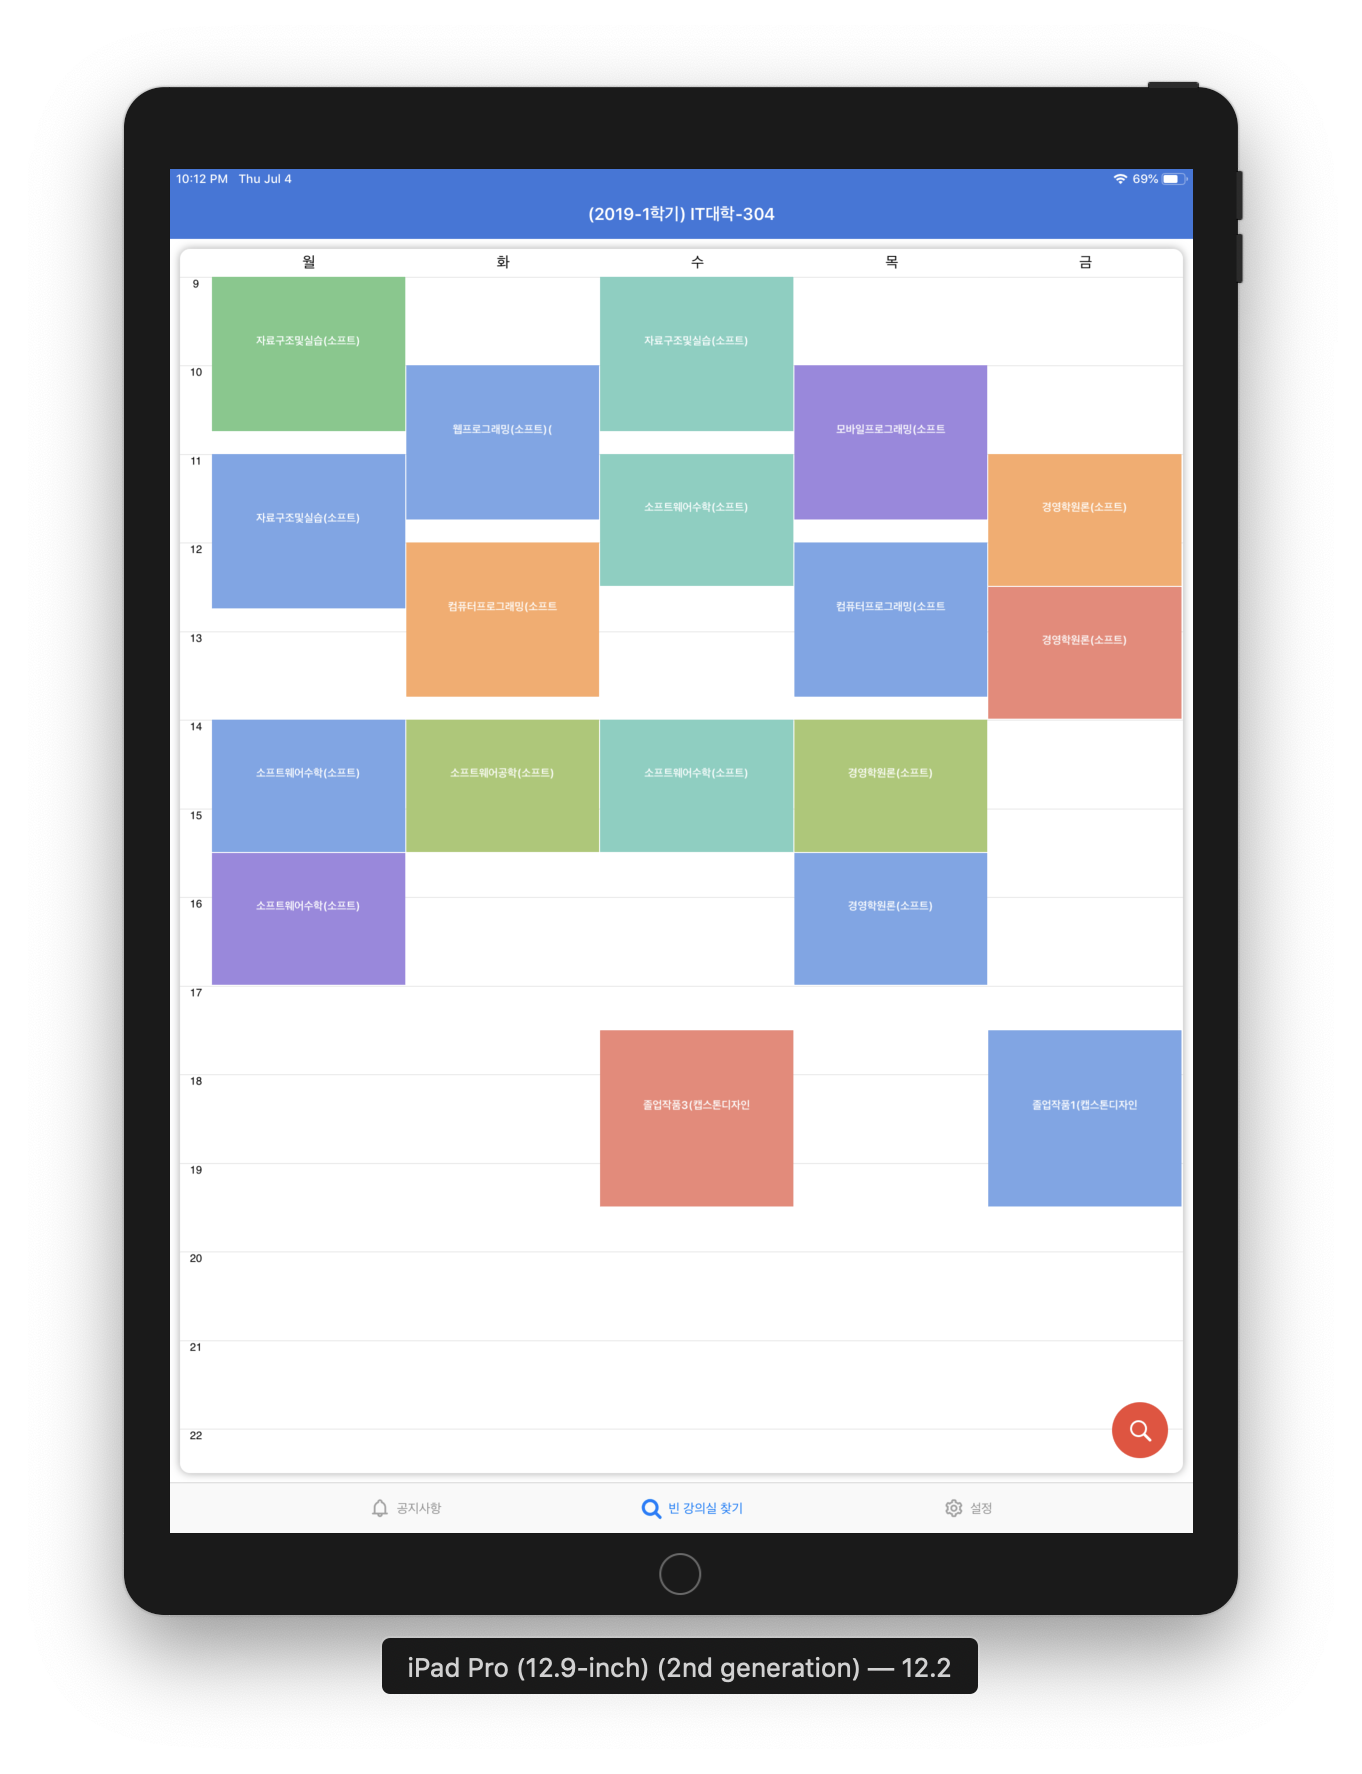 10:12 PM Thu Jul 4 69%
(2019-1학기) IT대학-304
월 화 수 목 금
9
자료구조및실습(소프트) 자료구조및실습(소프트)
10
웹프로그래밍(소프트)( 모바일프로그래밍(소프트
11
소프트웨어수학(소프트) 경영학원론(소프트)
자료구조및실습(소프트)
12
컴퓨터프로그래밍(소프트 컴퓨터프로그래밍(소프트
13
경영학원론(소프트)
14
소프트웨어수학(소프트) 소프트웨어공학(소프트) 소프트웨어수학(소프트) 경영학원론(소프트)
15
16
소프트웨어수학(소프트) 경영학원론(소프트)
17
18
졸업작품3(캡스톤디자인 졸업작품1(캡스톤디자인
19
20
21
22
공지사항 빈 강의실 찾기 설정
iPad Pro (12.9-inch) (2nd generation) — 12.2